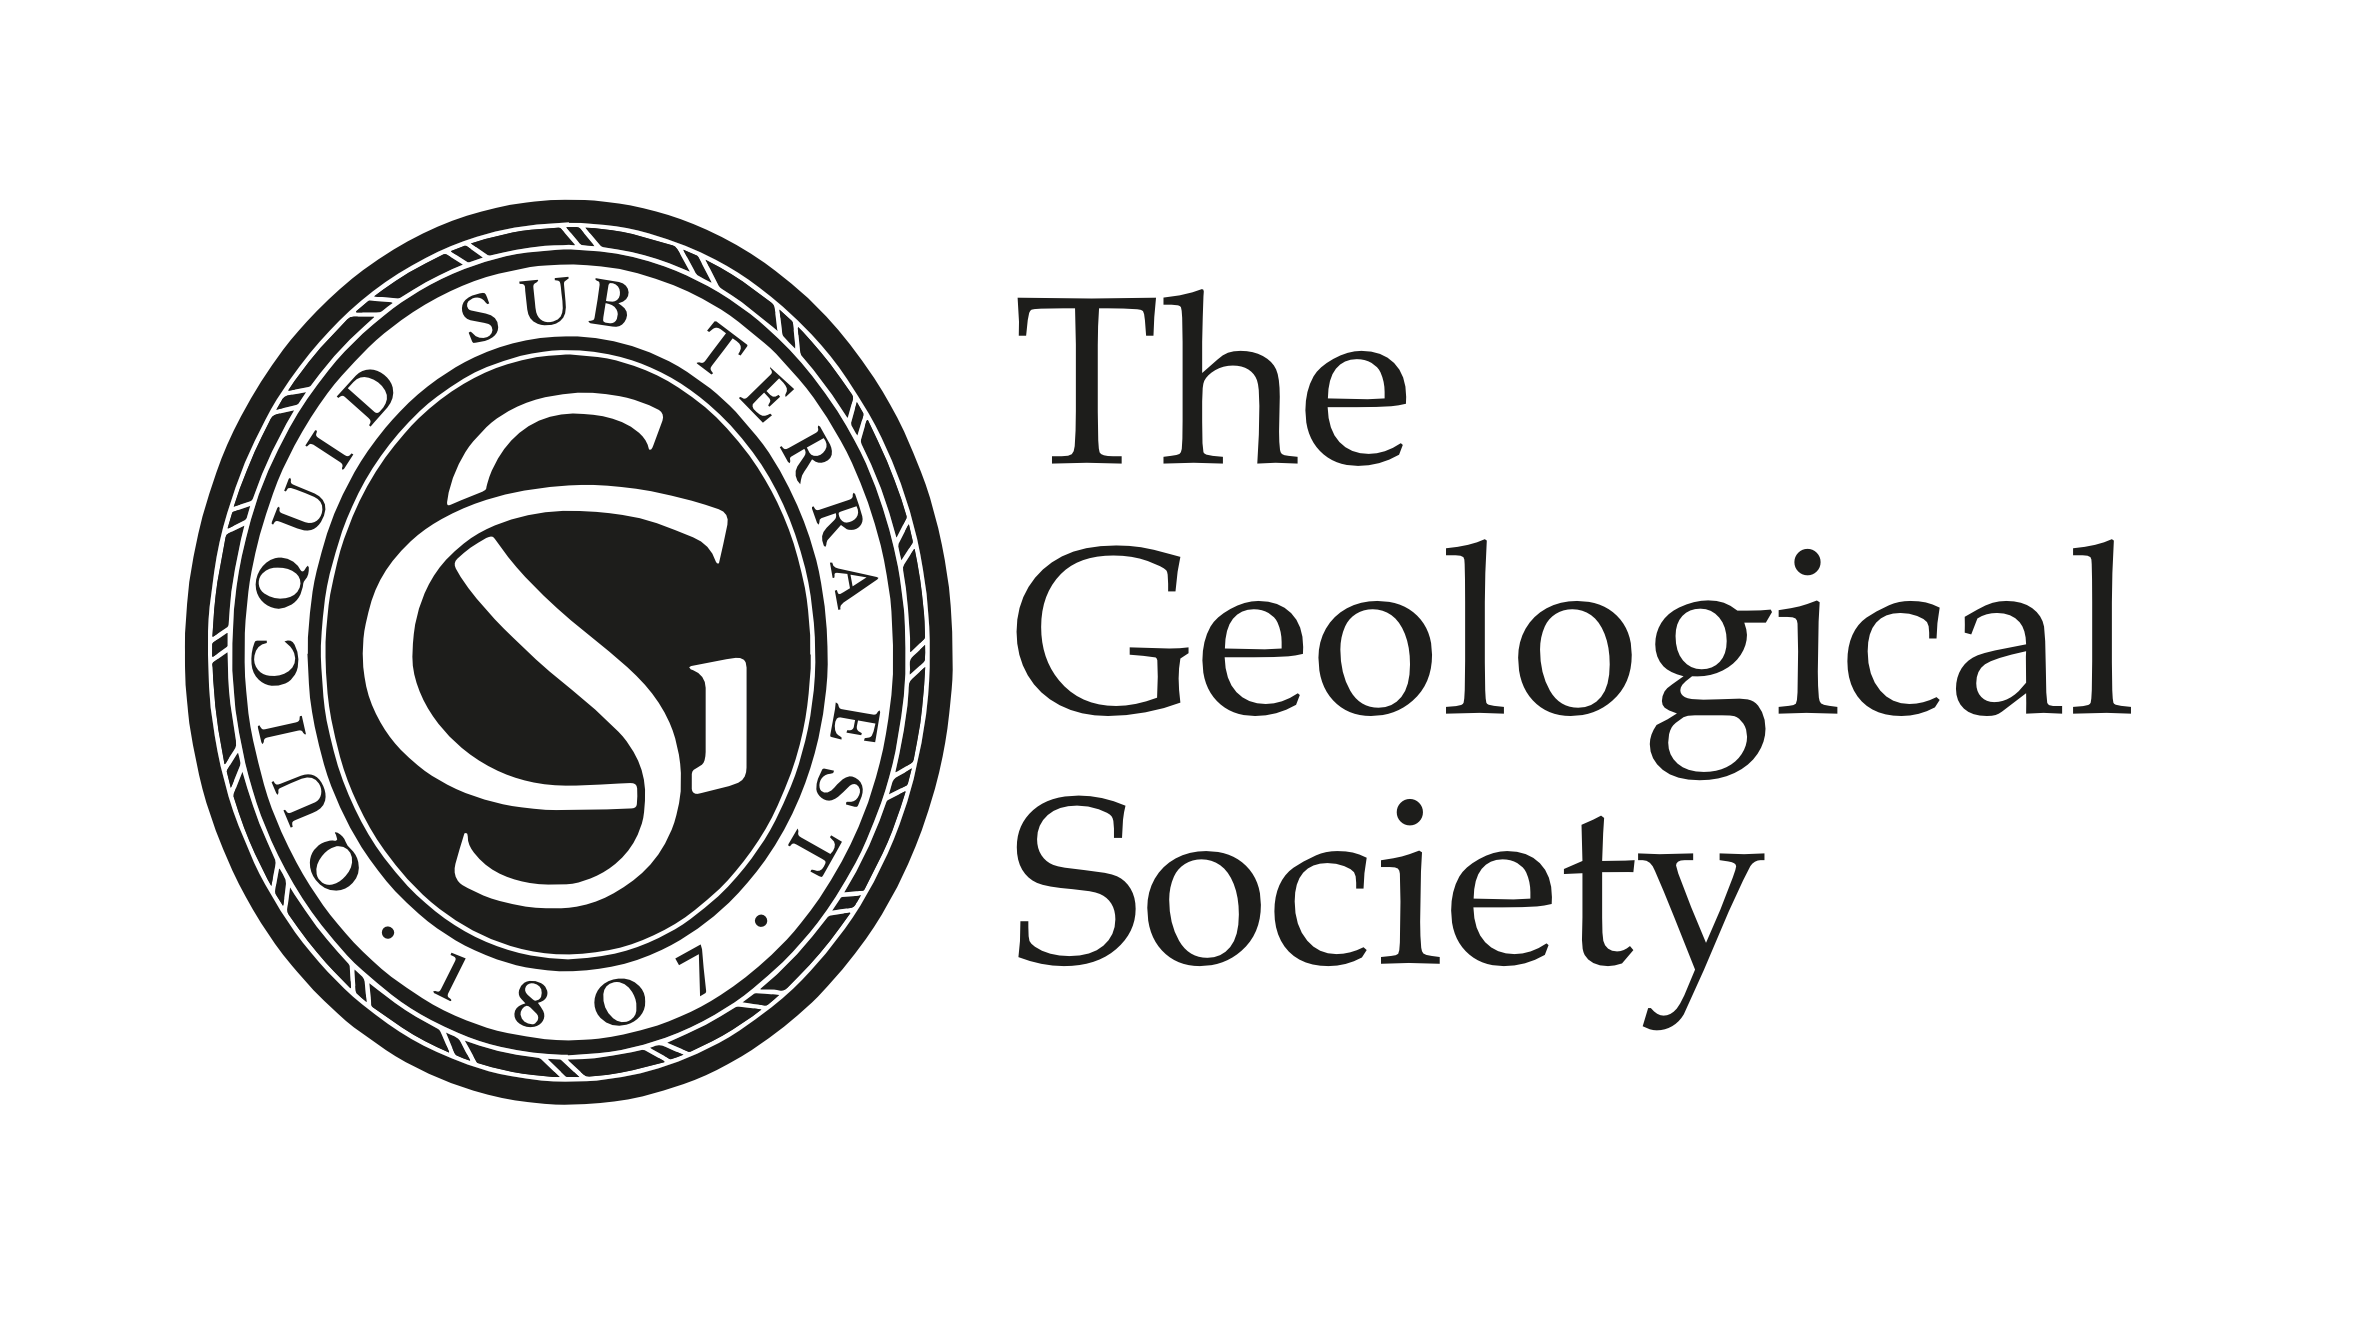 QUICQUID SUB TERRA EST
· 1807 ·
GS
The
Geological
Society